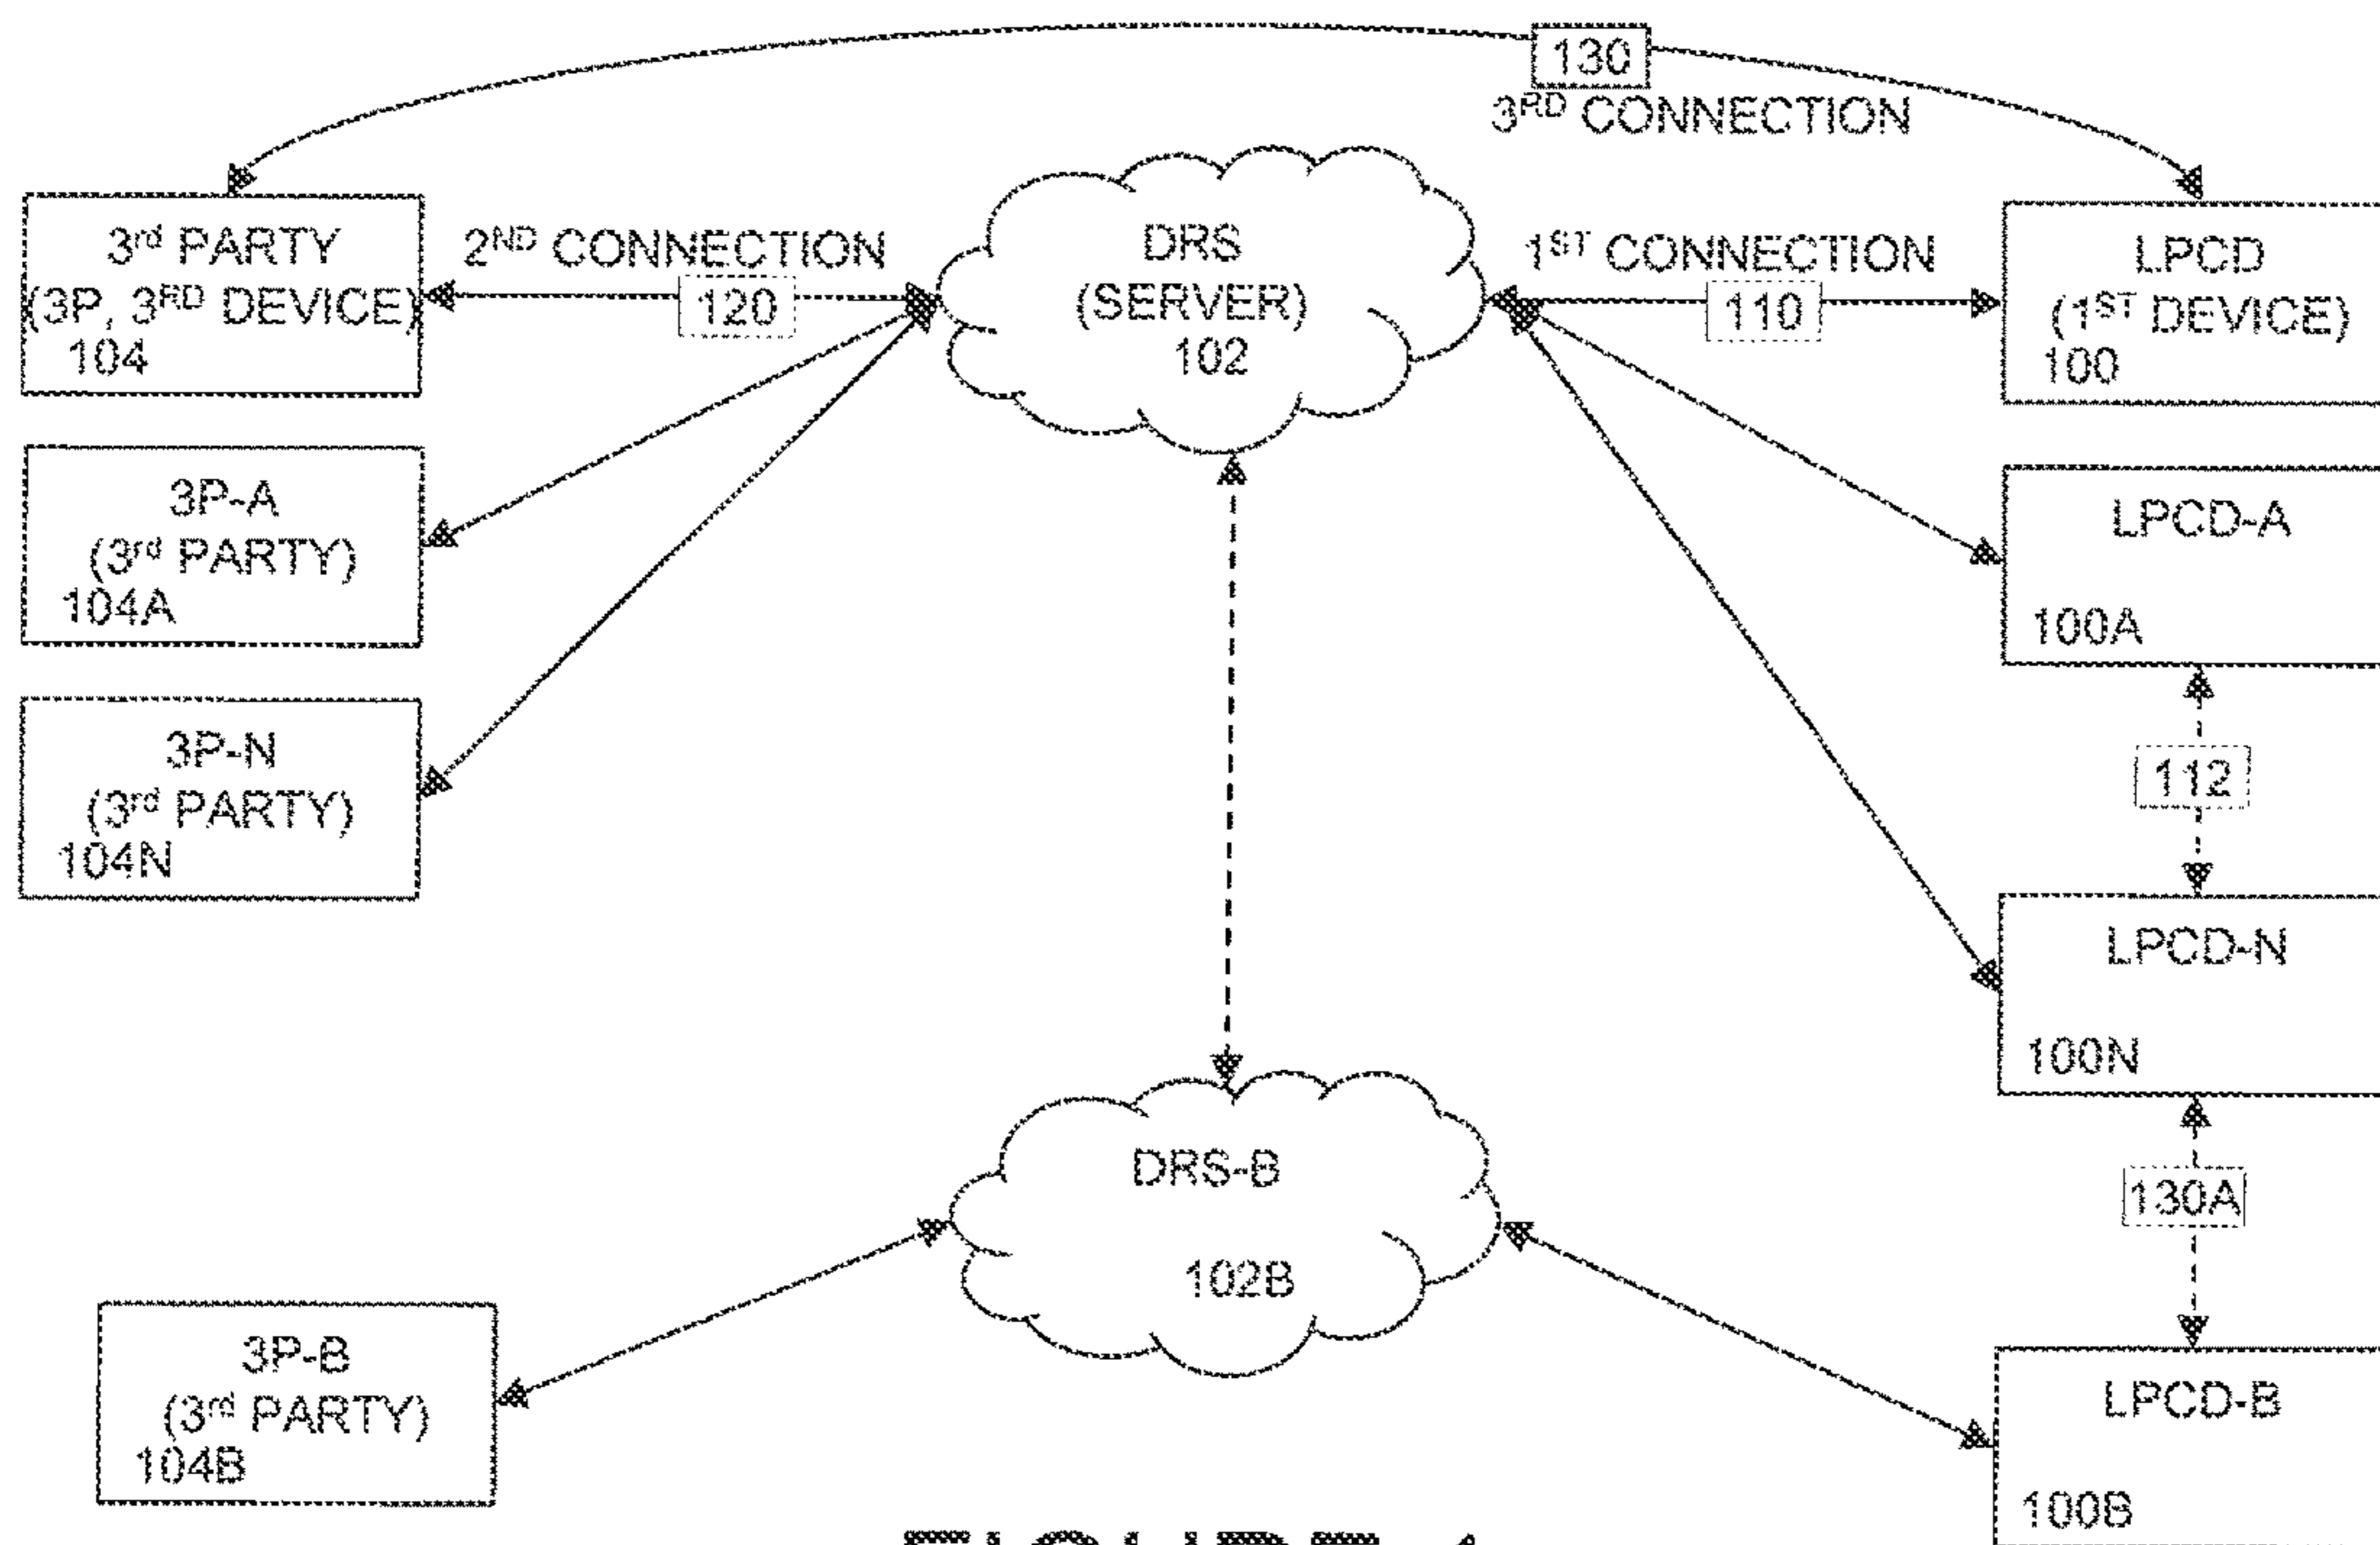 130
3RD CONNECTION
3rd PARTY
(3P, 3RD DEVICE)
104
2ND CONNECTION
120
DRS
(SERVER)
102
1ST CONNECTION
110
LPCD
(1ST DEVICE)
100
3P-A
(3rd PARTY)
104A
LPCD-A
100A
3P-N
(3rd PARTY)
104N
112
LPCD-N
100N
DRS-B
102B
130A
3P-B
(3rd PARTY)
104B
LPCD-B
100B